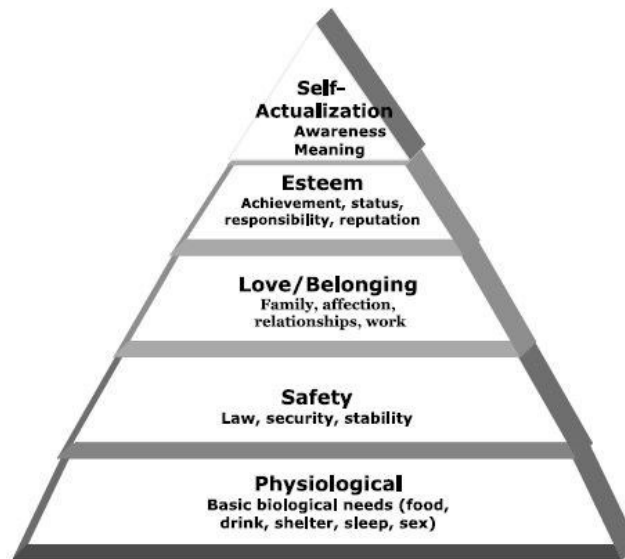 Self-
Actualization
Awareness
Meaning
Esteem
Achievement, status,
responsibility, reputation
Love/Belonging
Family, affection,
relationships, work
Safety
Law, security, stability
Physiological
Basic biological needs (food,
drink, shelter, sleep, sex)